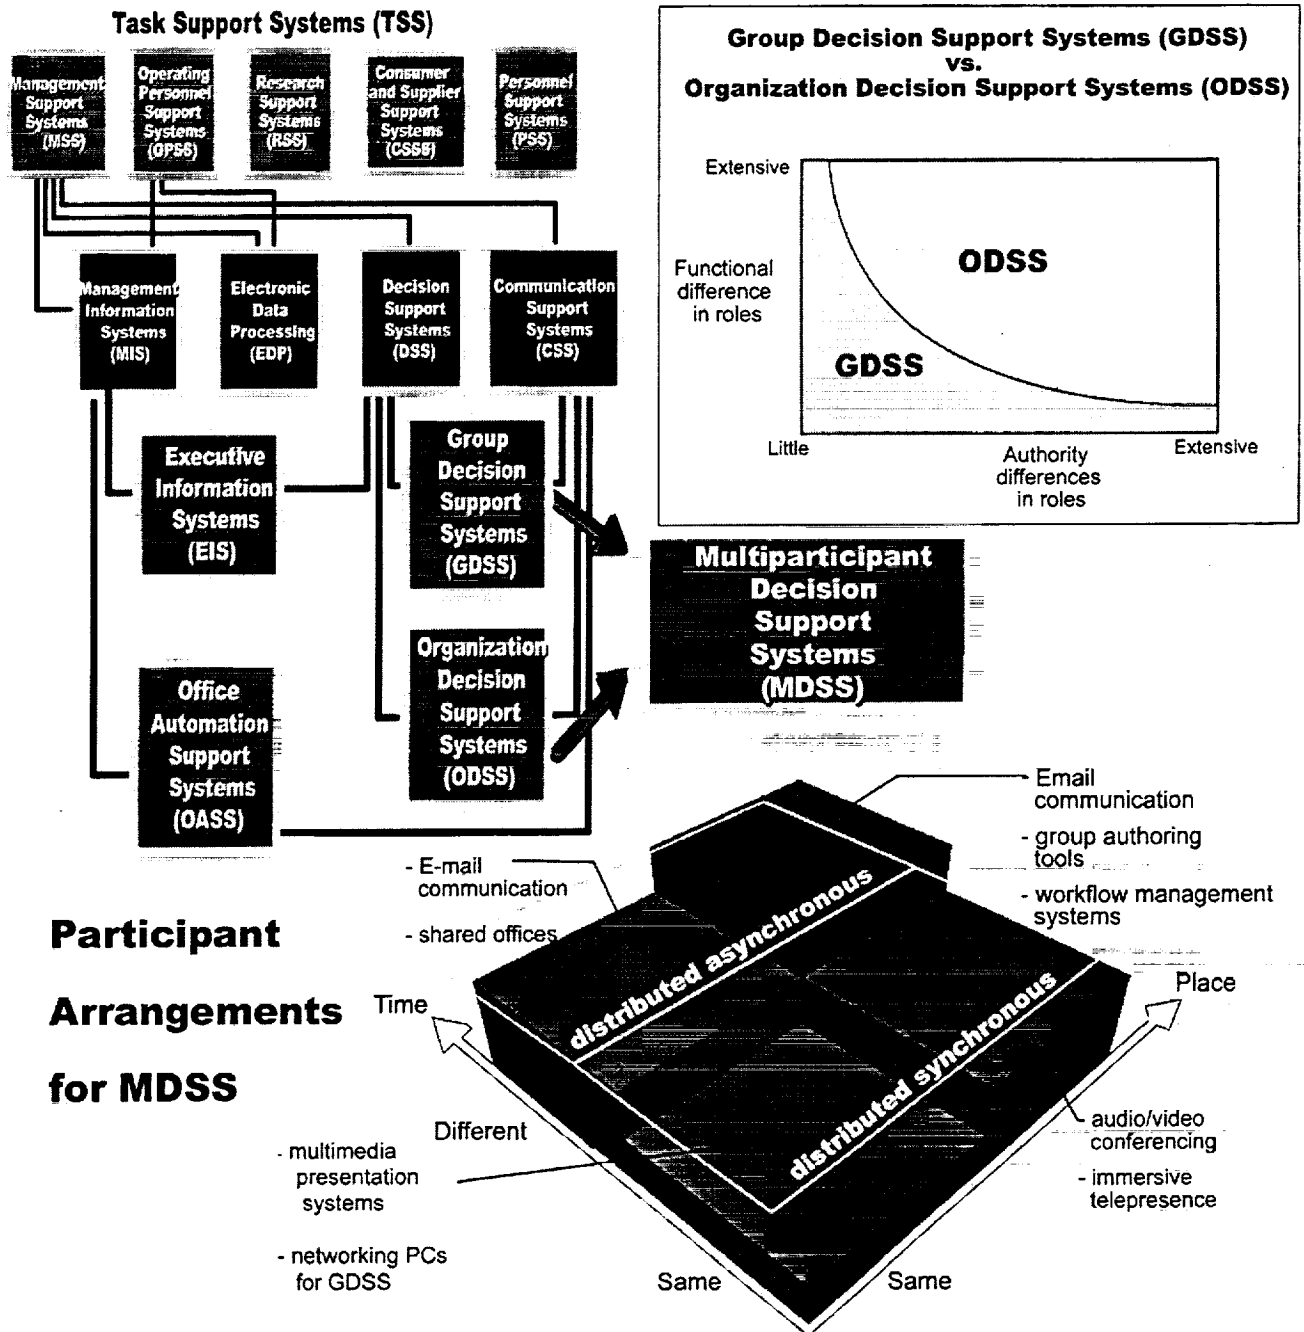 Task Support Systems (TSS)
Management
Support
Systems
(MSS)
Operating
Personnel
Support
Systems
(OPSS)
Research
Support
Systems
(RSS)
Consumer
and Supplier
Support
Systems
(CSSS)
Personnel
Support
Systems
(PSS)
Management
Information
Systems
(MIS)
Electronic
Data
Processing
(EDP)
Decision
Support
Systems
(DSS)
Communication
Support
Systems
(CSS)
Executive
Information
Systems
(EIS)
Group
Decision
Support
Systems
(GDSS)
Office
Automation
Support
Systems
(OASS)
Organization
Decision
Support
Systems
(ODSS)
Group Decision Support Systems (GDSS)
vs.
Organization Decision Support Systems (ODSS)
Extensive
Functional
difference
in roles
ODSS
GDSS
Little
Authority
differences
in roles
Extensive
Multiparticipant
Decision
Support
Systems
(MDSS)
Participant
Arrangements
for MDSS
- E-mail
communication
- shared offices
- Email
communication
- group authoring
tools
- workflow management
systems
Time
Place
distributed asynchronous
distributed synchronous
Different
- multimedia
presentation
systems
- networking PCs
for GDSS
- audio/video
conferencing
- immersive
telepresence
Same
Same